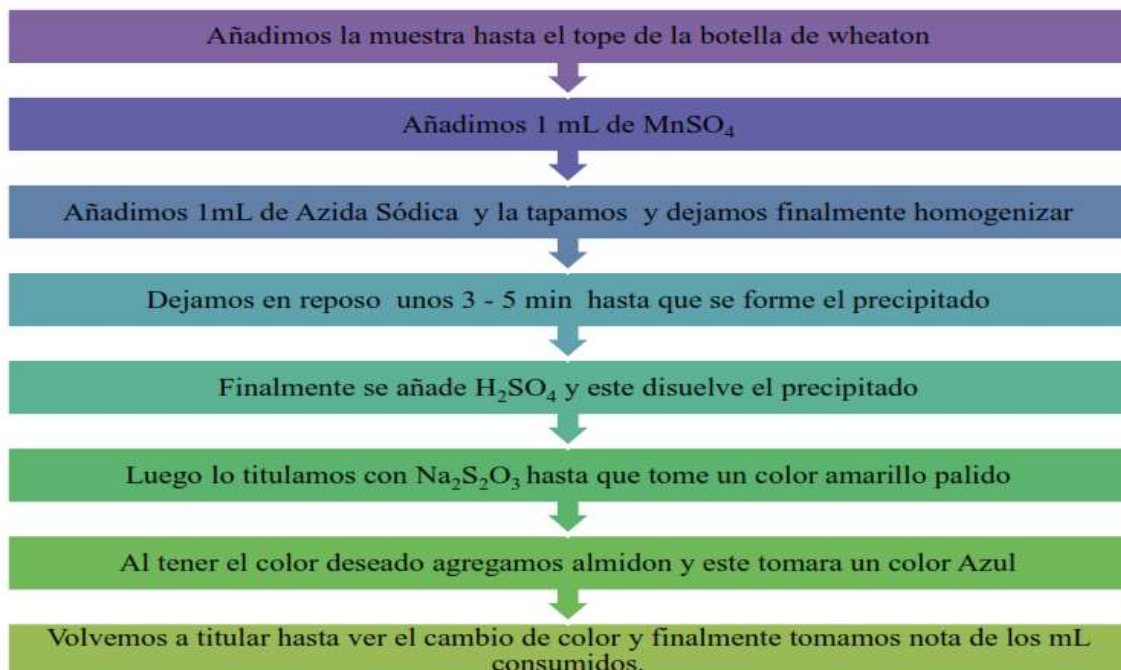 Añadimos la muestra hasta el tope de la botella de wheaton
Añadimos 1 mL de MnSO₄
Añadimos 1mL de Azida Sódica y la tapamos y dejamos finalmente homogenizar
Dejamos en reposo unos 3 - 5 min hasta que se forme el precipitado
Finalmente se añade H₂SO₄ y este disuelve el precipitado
Luego lo titulamos con Na₂S₂O₃ hasta que tome un color amarillo palido
Al tener el color deseado agregamos almidon y este tomara un color Azul
Volvemos a titular hasta ver el cambio de color y finalmente tomamos nota de los mL
consumidos.